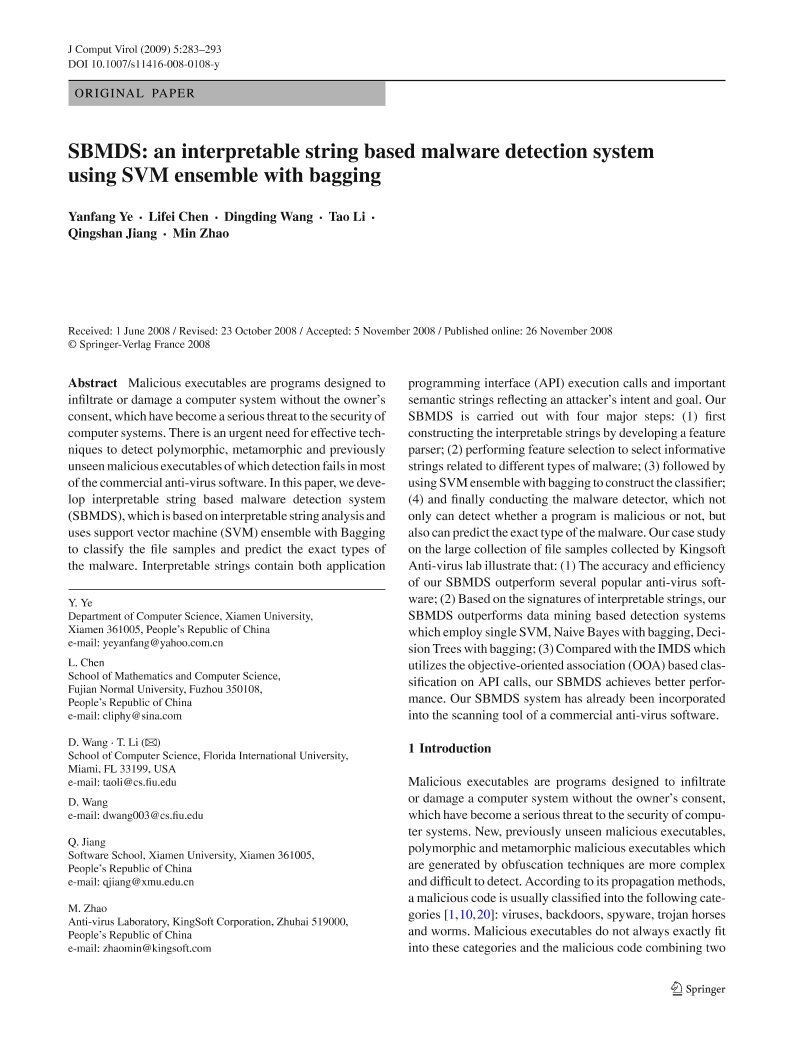 J Comput Virol (2009) 5:283–293
DOI 10.1007/s11416-008-0108-y
ORIGINAL PAPER
SBMDS: an interpretable string based malware detection system
using SVM ensemble with bagging
Yanfang Ye · Lifei Chen · Dingding Wang · Tao Li ·
Qingshan Jiang · Min Zhao
Received: 1 June 2008 / Revised: 23 October 2008 / Accepted: 5 November 2008 / Published online: 26 November 2008
© Springer-Verlag France 2008
Abstract Malicious executables are programs designed to
infiltrate or damage a computer system without the owner's
consent, which have become a serious threat to the security of
computer systems. There is an urgent need for effective tech-
niques to detect polymorphic, metamorphic and previously
unseen malicious executables of which detection fails in most
of the commercial anti-virus software. In this paper, we deve-
lop interpretable string based malware detection system
(SBMDS), which is based on interpretable string analysis and
uses support vector machine (SVM) ensemble with Bagging
to classify the file samples and predict the exact types of
the malware. Interpretable strings contain both application
Y. Ye
Department of Computer Science, Xiamen University,
Xiamen 361005, People's Republic of China
e-mail: yeyanfang@yahoo.com.cn
L. Chen
School of Mathematics and Computer Science,
Fujian Normal University, Fuzhou 350108,
People's Republic of China
e-mail: cliphy@sina.com
D. Wang · T. Li (✉)
School of Computer Science, Florida International University,
Miami, FL 33199, USA
e-mail: taoli@cs.fiu.edu
D. Wang
e-mail: dwang003@cs.fiu.edu
Q. Jiang
Software School, Xiamen University, Xiamen 361005,
People's Republic of China
e-mail: qjiang@xmu.edu.cn
M. Zhao
Anti-virus Laboratory, KingSoft Corporation, Zhuhai 519000,
People's Republic of China
e-mail: zhaomin@kingsoft.com
programming interface (API) execution calls and important
semantic strings reflecting an attacker's intent and goal. Our
SBMDS is carried out with four major steps: (1) first
constructing the interpretable strings by developing a feature
parser; (2) performing feature selection to select informative
strings related to different types of malware; (3) followed by
using SVM ensemble with bagging to construct the classifier;
(4) and finally conducting the malware detector, which not
only can detect whether a program is malicious or not, but
also can predict the exact type of the malware. Our case study
on the large collection of file samples collected by Kingsoft
Anti-virus lab illustrate that: (1) The accuracy and efficiency
of our SBMDS outperform several popular anti-virus soft-
ware; (2) Based on the signatures of interpretable strings, our
SBMDS outperforms data mining based detection systems
which employ single SVM, Naive Bayes with bagging, Deci-
sion Trees with bagging; (3) Compared with the IMDS which
utilizes the objective-oriented association (OOA) based clas-
sification on API calls, our SBMDS achieves better perfor-
mance. Our SBMDS system has already been incorporated
into the scanning tool of a commercial anti-virus software.
1 Introduction
Malicious executables are programs designed to infiltrate
or damage a computer system without the owner's consent,
which have become a serious threat to the security of compu-
ter systems. New, previously unseen malicious executables,
polymorphic and metamorphic malicious executables which
are generated by obfuscation techniques are more complex
and difficult to detect. According to its propagation methods,
a malicious code is usually classified into the following cate-
gories [1,10,20]: viruses, backdoors, spyware, trojan horses
and worms. Malicious executables do not always exactly fit
into these categories and the malicious code combining two
Springer